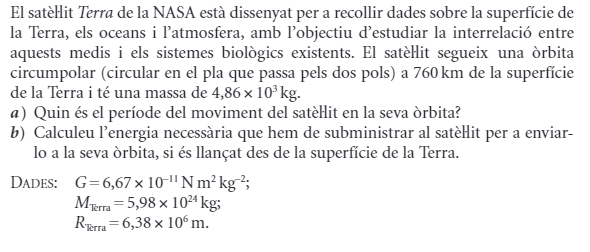 El satèŀlit Terra de la NASA està dissenyat per a recollir dades sobre la superfície de
la Terra, els oceans i l’atmosfera, amb l’objectiu d’estudiar la interrelació entre
aquests medis i els sistemes biològics existents. El satèŀlit segueix una òrbita
circumpolar (circular en el pla que passa pels dos pols) a 760 km de la superfície
de la Terra i té una massa de 4,86 × 10³ kg.
a) Quin és el període del moviment del satèŀlit en la seva òrbita?
b) Calculeu l’energia necessària que hem de subministrar al satèŀlit per a enviar-
lo a la seva òrbita, si és llançat des de la superfície de la Terra.
DADES: G = 6,67 × 10⁻¹¹ N m² kg⁻²;
M_Terra = 5,98 × 10²⁴ kg;
R_Terra = 6,38 × 10⁶ m.